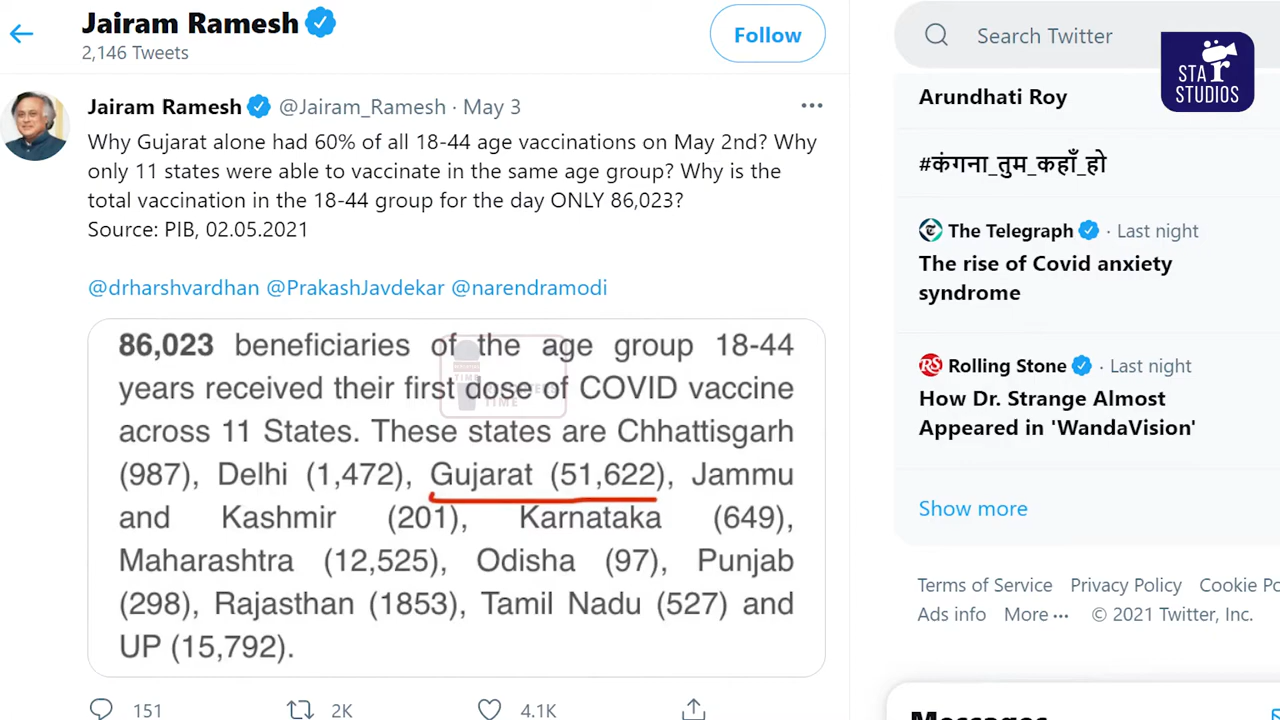 Jairam Ramesh
2,146 Tweets
Follow
Jairam Ramesh @Jairam_Ramesh · May 3
Why Gujarat alone had 60% of all 18-44 age vaccinations on May 2nd? Why
only 11 states were able to vaccinate in the same age group? Why is the
total vaccination in the 18-44 group for the day ONLY 86,023?
Source: PIB, 02.05.2021
@drharshvardhan @PrakashJavdekar @narendramodi
86,023 beneficiaries of the age group 18-44
years received their first dose of COVID vaccine
across 11 States. These states are Chhattisgarh
(987), Delhi (1,472), Gujarat (51,622), Jammu
and Kashmir (201), Karnataka (649),
Maharashtra (12,525), Odisha (97), Punjab
(298), Rajasthan (1853), Tamil Nadu (527) and
UP (15,792).
151 2K 4.1K
Search Twitter
STAr
STUDIOS
Arundhati Roy
#कंगना_तुम_कहाँ_हो
The Telegraph · Last night
The rise of Covid anxiety
syndrome
Rolling Stone · Last night
How Dr. Strange Almost
Appeared in 'WandaVision'
Show more
Terms of Service Privacy Policy Cookie Po
Ads info More ··· © 2021 Twitter, Inc.
Messages